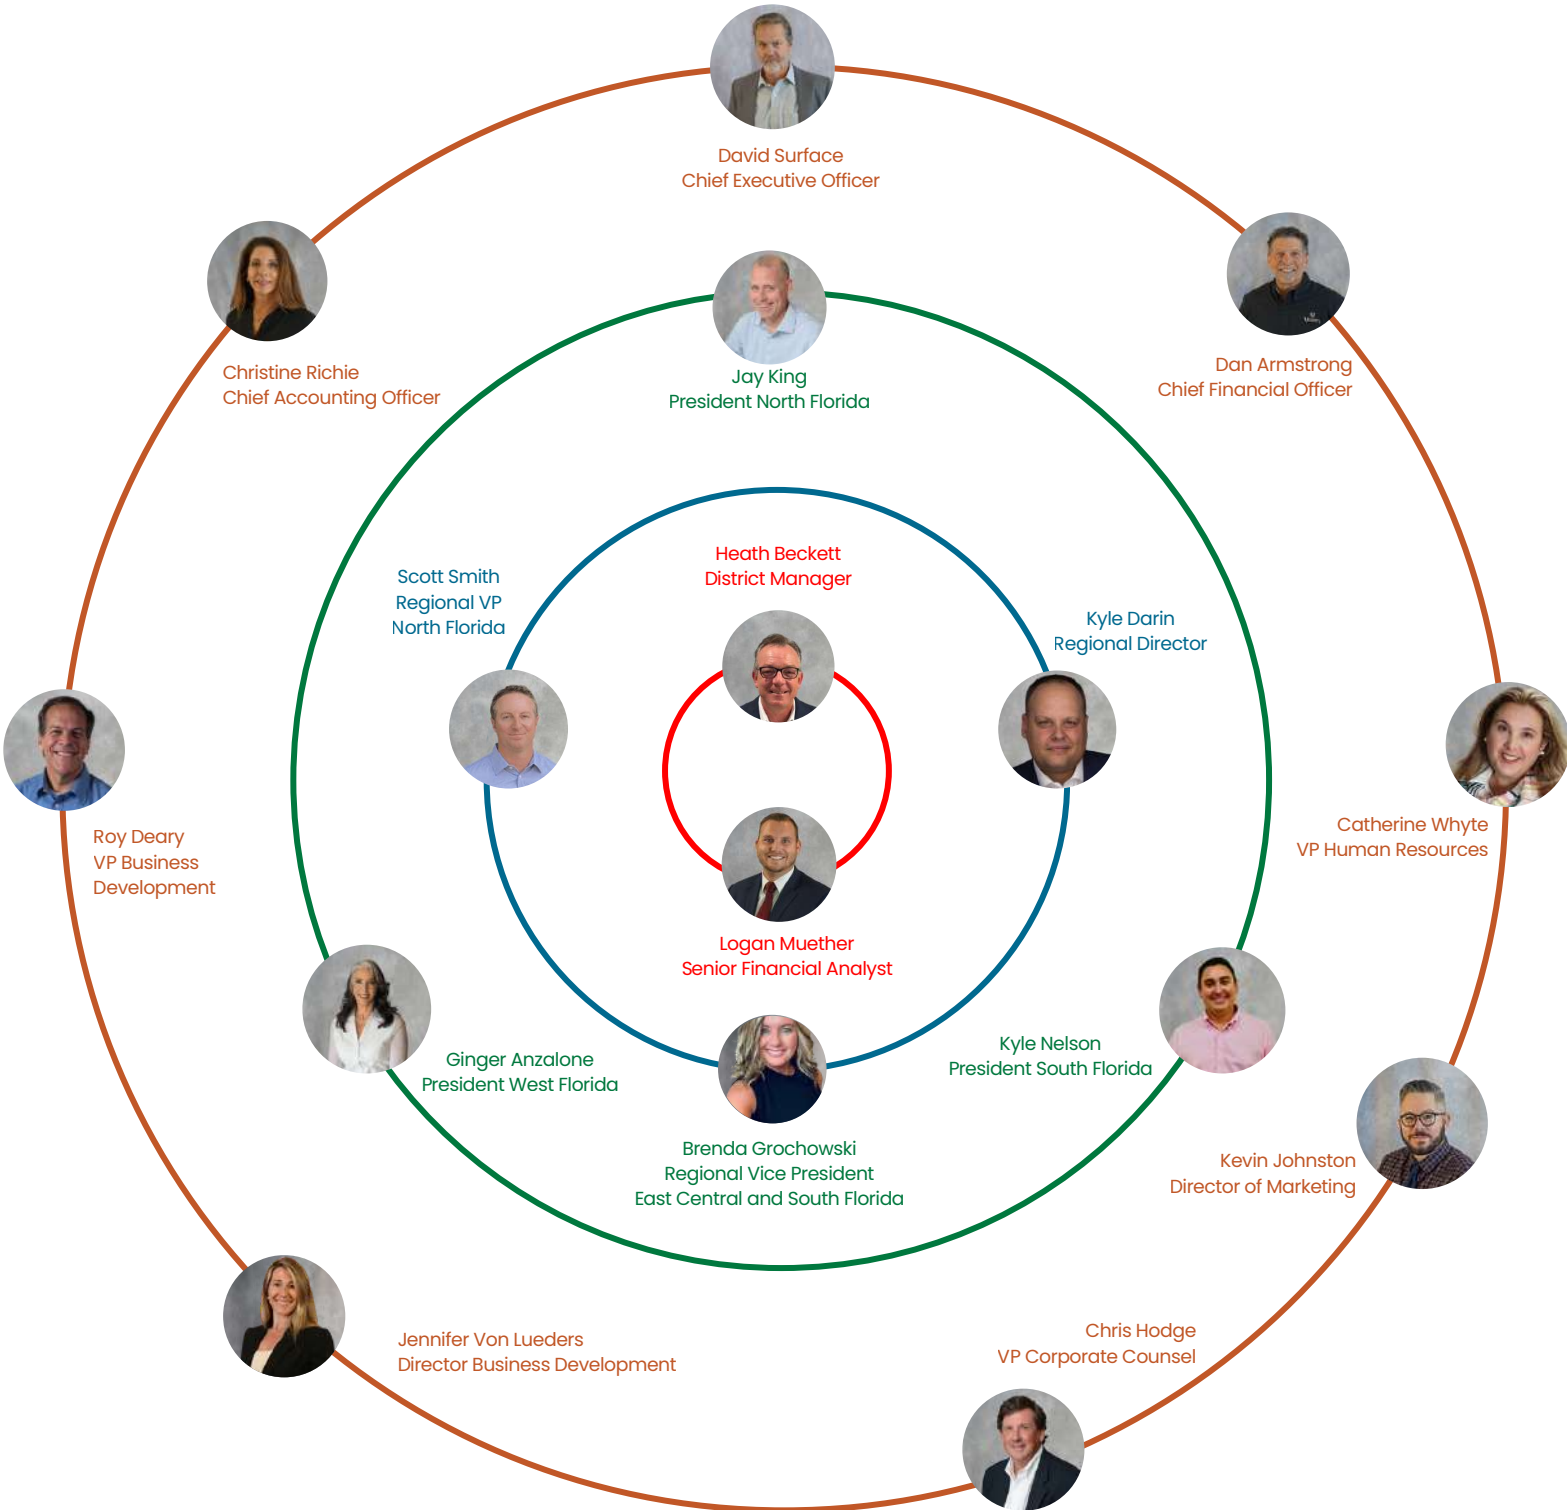 David Surface
Chief Executive Officer
Christine Richie
Chief Accounting Officer
Dan Armstrong
Chief Financial Officer
Jay King
President North Florida
Heath Beckett
District Manager
Scott Smith
Regional VP
North Florida
Kyle Darin
Regional Director
Roy Deary
VP Business
Development
Catherine Whyte
VP Human Resources
Logan Muether
Senior Financial Analyst
Ginger Anzalone
President West Florida
Kyle Nelson
President South Florida
Brenda Grochowski
Regional Vice President
East Central and South Florida
Kevin Johnston
Director of Marketing
Jennifer Von Lueders
Director Business Development
Chris Hodge
VP Corporate Counsel